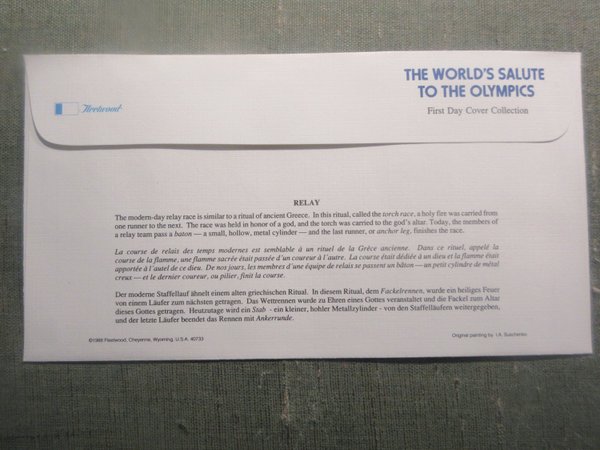 THE WORLD'S SALUTE
TO THE OLYMPICS
Fleetwood
First Day Cover Collection
RELAY
The modern-day relay race is similar to a ritual of ancient Greece. In this ritual, called the torch race, a holy fire was carried from
one runner to the next. The race was held in honor of a god, and the torch was carried to the god's altar. Today, the members of
a relay team pass a baton — a small, hollow, metal cylinder — and the last runner, or anchor leg, finishes the race.
La course de relais des temps modernes est semblable à un rituel de la Grèce ancienne. Dans ce rituel, appelé la
course de la flamme, une flamme sacrée était passée d'un coureur à l'autre. La course était dédiée à un dieu et la flamme était
apportée à l'autel de ce dieu. De nos jours, les membres d'une équipe de relais se passent un bâton — un petit cylindre de métal
creux — et le dernier coureur, ou pilier, finit la course.
Der moderne Staffellauf ähnelt einem alten griechischen Ritual. In diesem Ritual, dem Fackelrennen, wurde ein heiliges Feuer
von einem Läufer zum nächsten getragen. Das Wettrennen wurde zu Ehren eines Gottes veranstaltet und die Fackel zum Altar
dieses Gottes getragen. Heutzutage wird ein Stab - ein kleiner, hohler Metallzylinder - von den Staffelläufern weitergegeben,
und der letzte Läufer beendet das Rennen mit Ankerrunde.
©1988 Fleetwood, Cheyenne, Wyoming, U.S.A. 40733
Original painting by I.A. Suschenko